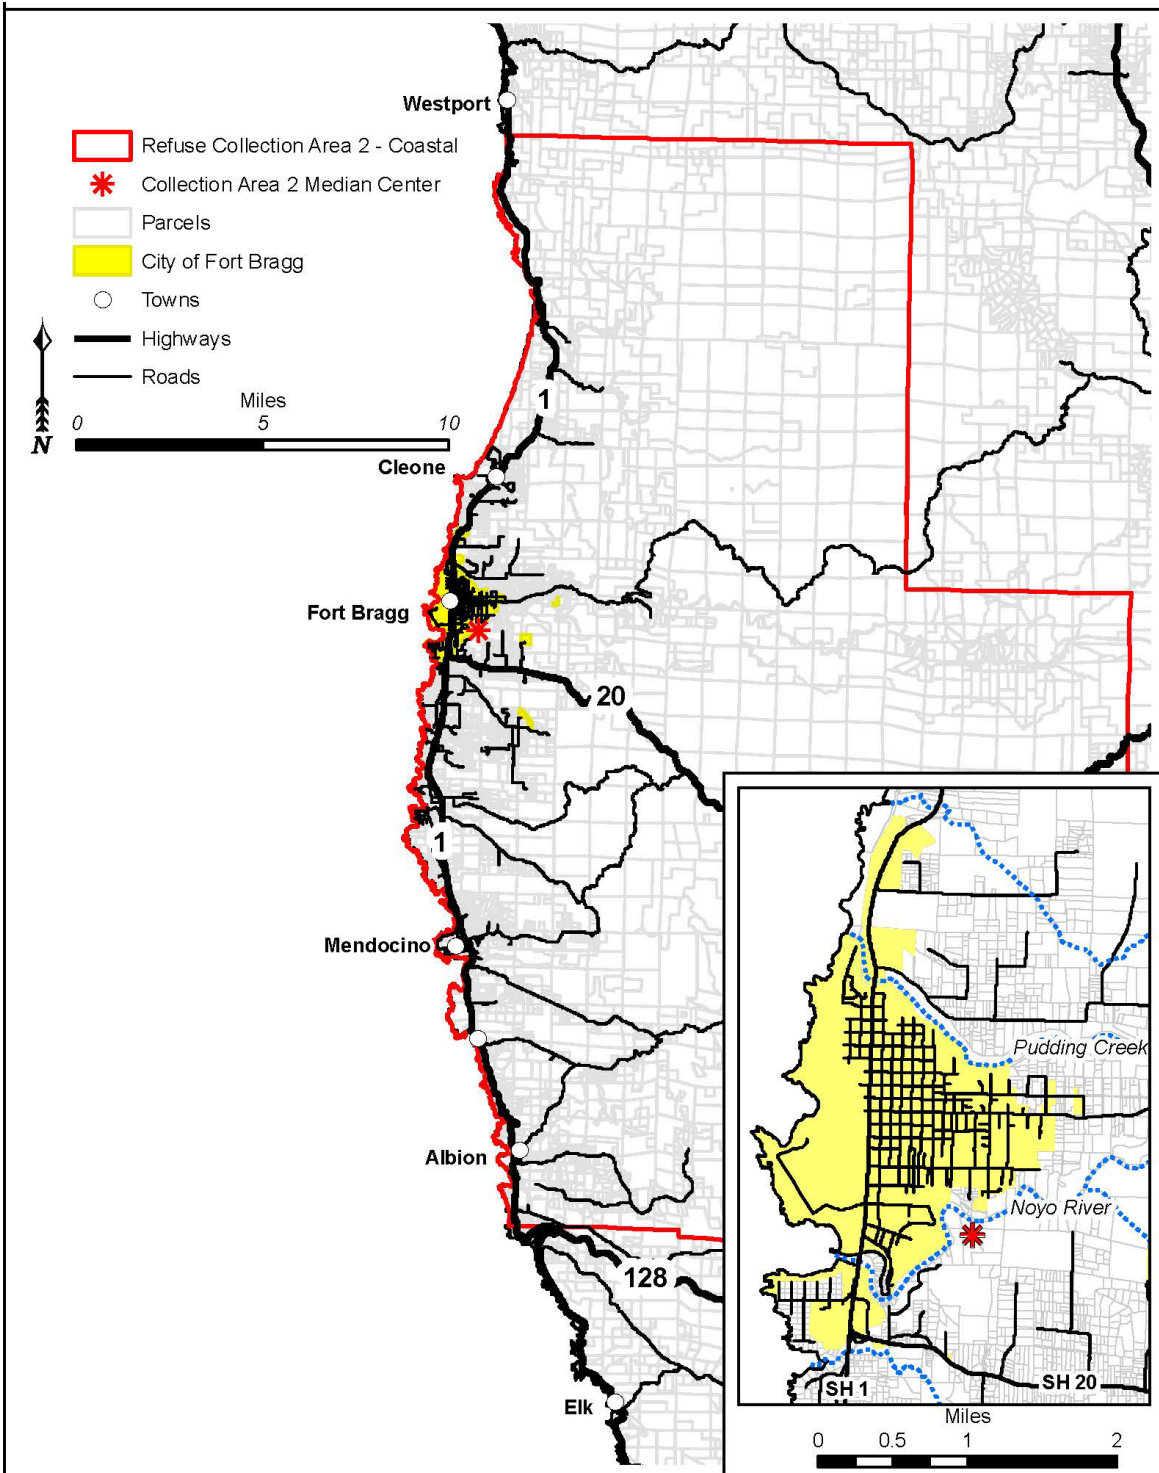 Westport
Refuse Collection Area 2 - Coastal
Collection Area 2 Median Center
Parcels
City of Fort Bragg
Towns
Highways
Roads
Miles
0 5 10
N
1
Cleone
Fort Bragg
20
1
Mendocino
Pudding Creek
Albion
Noyo River
128
SH 1
SH 20
Elk
Miles
0 0.5 1 2